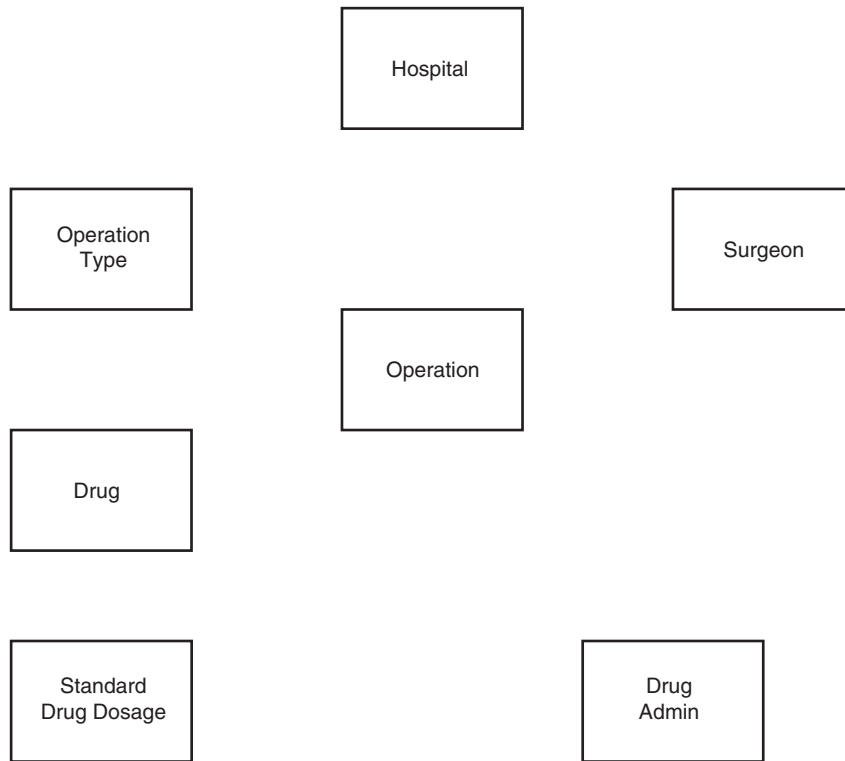 Hospital
Operation
Type
Surgeon
Operation
Drug
Standard
Drug Dosage
Drug
Admin